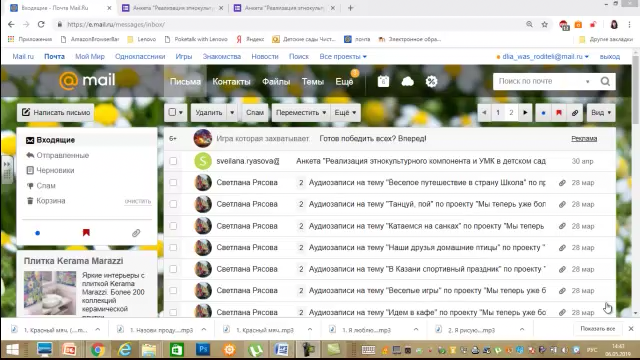 Входящие - Почта Mail.Ru
Анкета "Реализация этнокультур
Анкета "Реализация этнокультур
https://e.mail.ru/messages/inbox/
Приложения AmazonBrowserBar Lenovo Poketalk with Lenovo Яндекс Детские сады Чист почта Электронное обра Другие закладки
Mail.ru Почта Мой Мир Одноклассники Игры Знакомства Новости Поиск Все проекты dlia_was_roditeli@mail.ru выход
@ mail Письма Контакты Файлы Темы Ещё Поиск по почте
Написать письмо Удалить Спам Переместить Ещё 1 2 Вид
Входящие
Отправленные
Черновики
Спам
Корзина очистить
6+ Игра которая захватывает Готов победить всех? Вперед! Реклама
S sveilana.ryasova@ Анкета "Реализация этнокультурного компонента и УМК в детском сад 30 апр
Светлана Рясова 2 Аудиозаписи на тему "Веселое путешествие в страну Школа" по пр 28 мар
Светлана Рясова 2 Аудиозаписи на тему "Танцуй, пой" по проекту "Мы теперь уже бол 28 мар
Светлана Рясова 2 Аудиозаписи на тему "Катаемся на санках" по проекту "Мы теперь 28 мар
Светлана Рясова 2 Аудиозаписи на тему "Наши друзья домашние птицы" по проекту " 28 мар
Светлана Рясова 2 Аудиозаписи на тему "В Казани спортивный праздник" по проекту 28 мар
Светлана Рясова 2 Аудиозаписи на тему "Веселые игры" по проекту "Мы теперь уже б 28 мар
Светлана Рясова 2 Аудиозаписи на тему "Идем в кафе" по проекту "Мы теперь уже бо 28 мар
Плитка Kerama Marazzi
Яркие интерьеры с
плиткой Kerama
Marazzi. Более 200
коллекций
керамической
1. Красный мяч. (....mp3 1. Назови проду....mp3 1. Красный мяч.mp3 1. Я люблю....mp3 2. Я рисую....mp3 Показать все
РУС 14:41
06.05.20